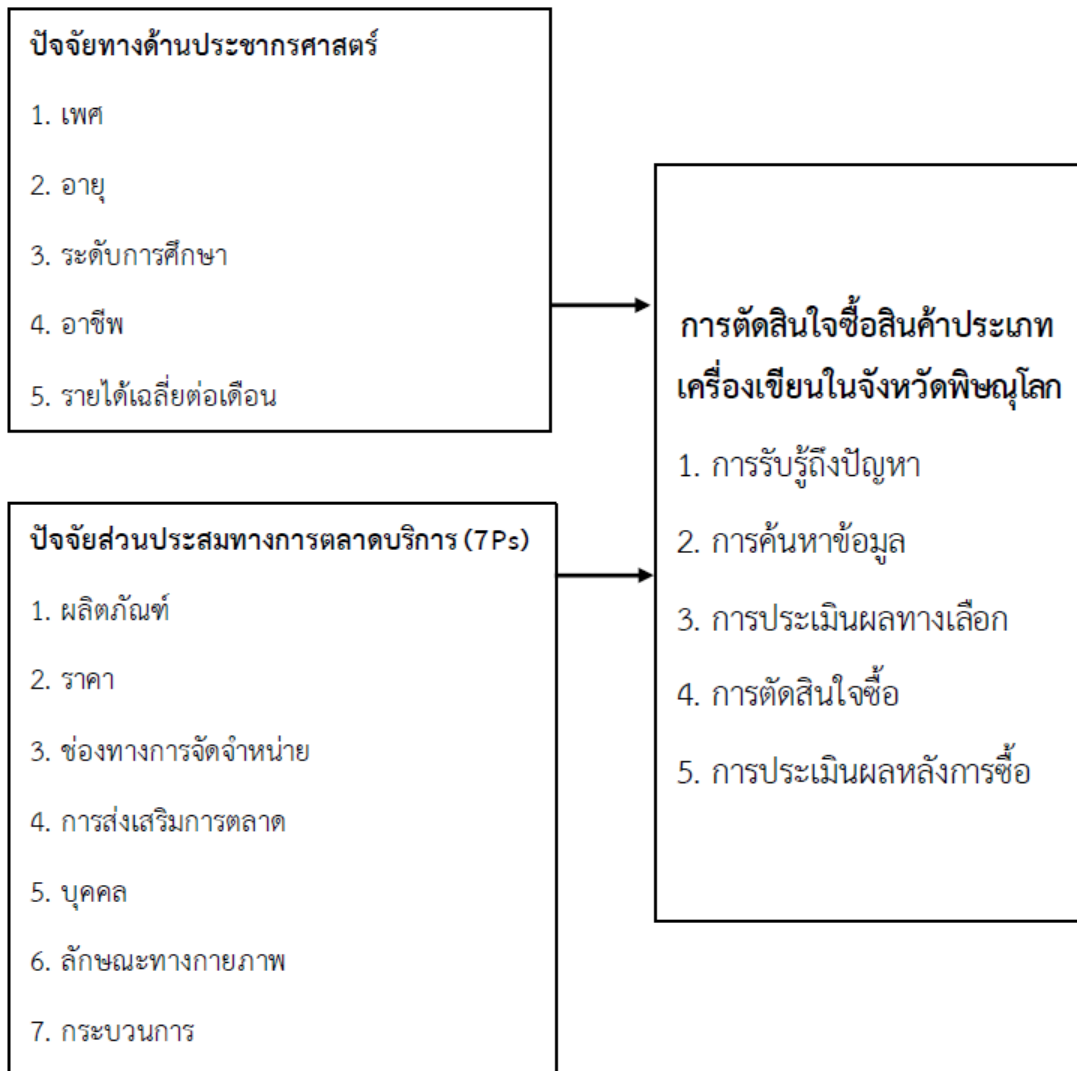 ปัจจัยทางด้านประชากรศาสตร์
1. เพศ
2. อายุ
3. ระดับการศึกษา
4. อาชีพ
5. รายได้เฉลี่ยต่อเดือน
ปัจจัยส่วนประสมทางการตลาดบริการ (7Ps)
1. ผลิตภัณฑ์
2. ราคา
3. ช่องทางการจัดจำหน่าย
4. การส่งเสริมการตลาด
5. บุคคล
6. ลักษณะทางกายภาพ
7. กระบวนการ
การตัดสินใจซื้อสินค้าประเภท
เครื่องเขียนในจังหวัดพิษณุโลก
1. การรับรู้ถึงปัญหา
2. การค้นหาข้อมูล
3. การประเมินผลทางเลือก
4. การตัดสินใจซื้อ
5. การประเมินผลหลังการซื้อ